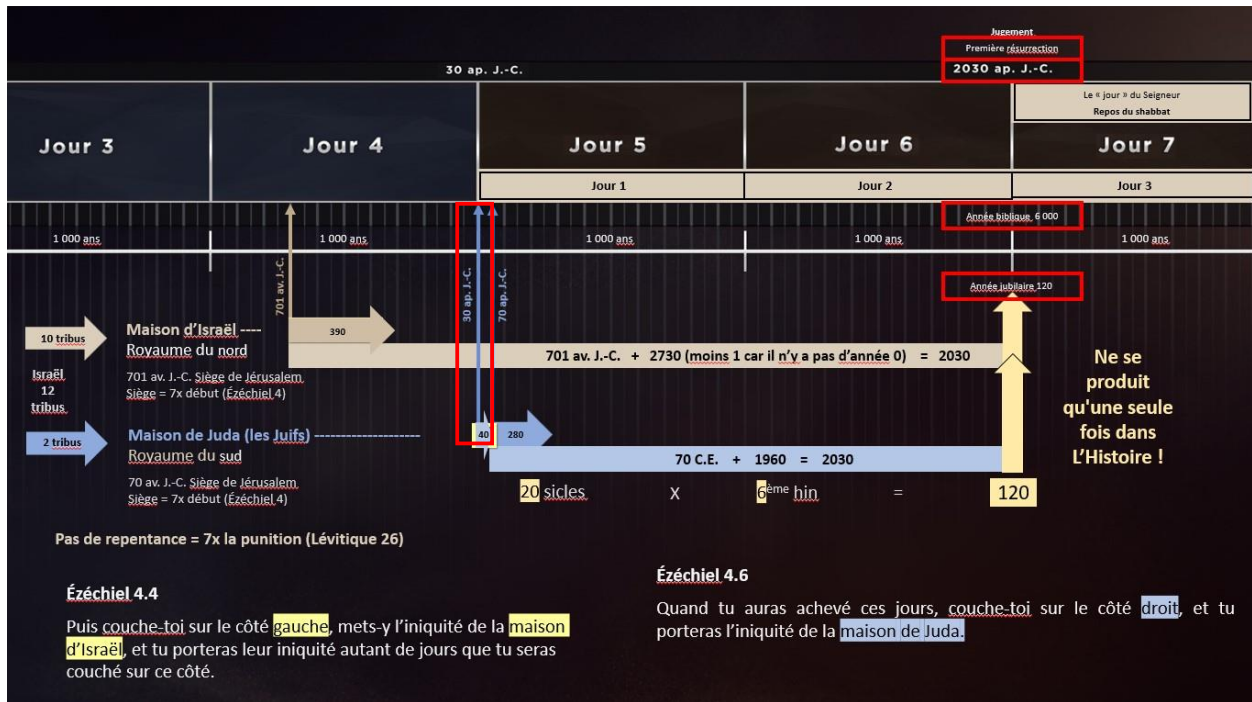 Jugement
Première résurrection
30 ap. J.-C.
2030 ap. J.-C.
Le « jour » du Seigneur
Repos du shabbat
Jour 3
Jour 4
Jour 5
Jour 6
Jour 7
Jour 1
Jour 2
Jour 3
Année biblique 6 000
1 000 ans
1 000 ans
1 000 ans
1 000 ans
1 000 ans
701 av. J.-C.
30 ap. J.-C.
70 ap. J.-C.
Année jubilaire 120
10 tribus
Maison d’Israël ----
Royaume du nord
390
701 av. J.-C. + 2730 (moins 1 car il n’y a pas d’année 0) = 2030
701 av. J.-C. Siège de Jérusalem
Siège = 7x début (Ézéchiel 4)
Israël
12
tribus
Ne se
produit
qu'une seule
fois dans
L’Histoire !
2 tribus
Maison de Juda (les Juifs) --------------------
Royaume du sud
40
280
70 C.E. + 1960 = 2030
70 av. J.-C. Siège de Jérusalem
Siège = 7x début (Ézéchiel 4)
20 sicles X 6ème hin = 120
Pas de repentance = 7x la punition (Lévitique 26)
Ézéchiel 4.4
Puis couche-toi sur le côté gauche, mets-y l’iniquité de la maison
d’Israël, et tu porteras leur iniquité autant de jours que tu seras
couché sur ce côté.
Ézéchiel 4.6
Quand tu auras achevé ces jours, couche-toi sur le côté droit, et tu
porteras l’iniquité de la maison de Juda.